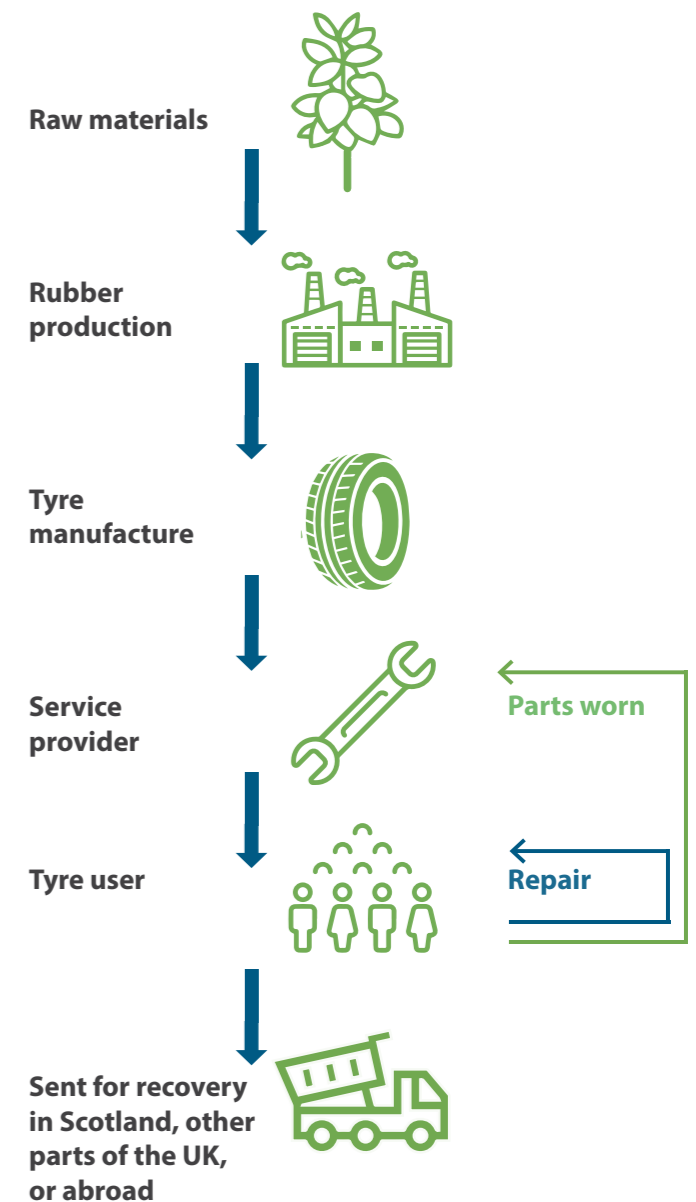 Raw materials
Rubber
production
Tyre
manufacture
Service
provider
Parts worn
Tyre user
Repair
Sent for recovery
in Scotland, other
parts of the UK,
or abroad